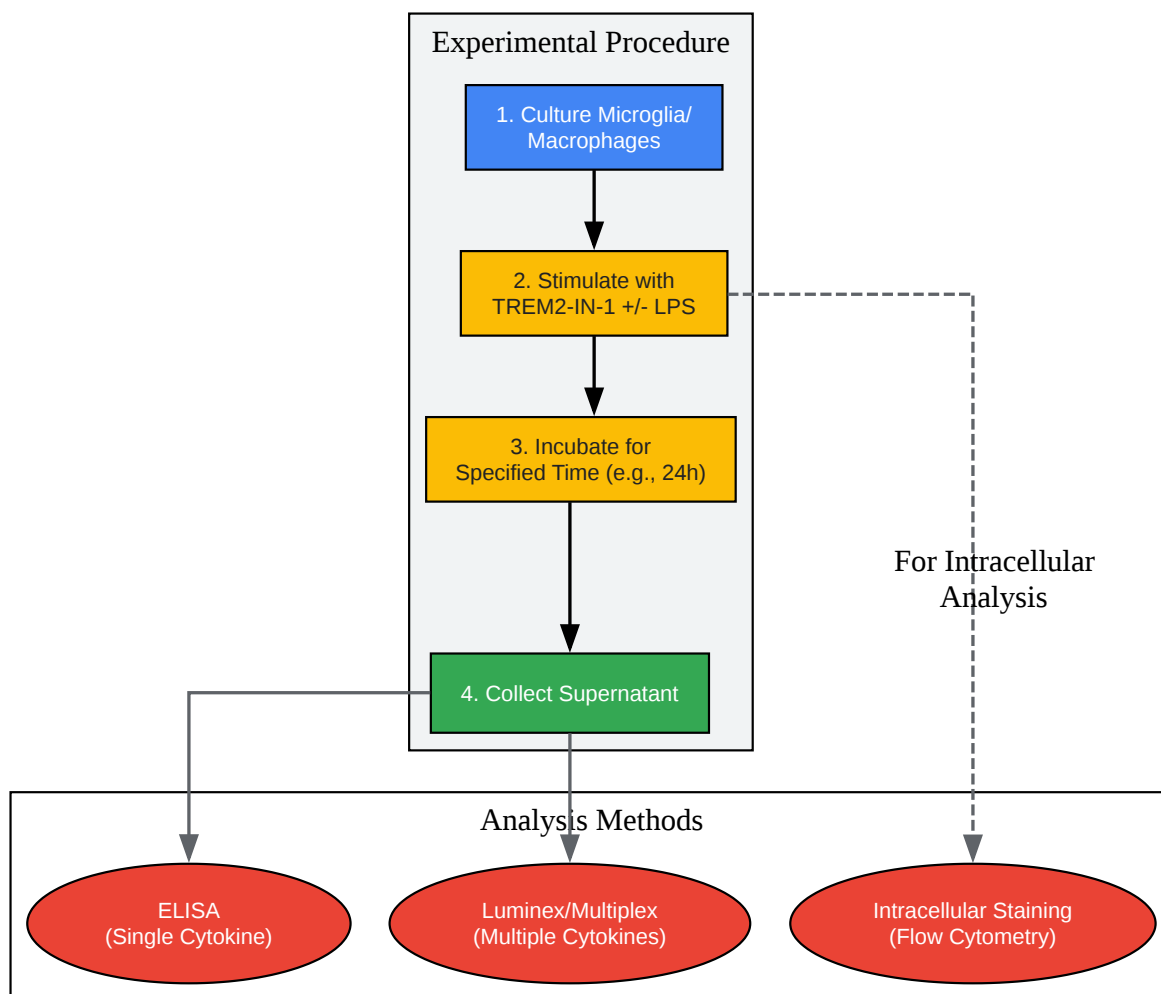 Experimental Procedure
1. Culture Microglia/
Macrophages
2. Stimulate with
TREM2-IN-1 +/- LPS
3. Incubate for
Specified Time (e.g., 24h)
For Intracellular
Analysis
4. Collect Supernatant
Analysis Methods
ELISA
(Single Cytokine)
Luminex/Multiplex
(Multiple Cytokines)
Intracellular Staining
(Flow Cytometry)